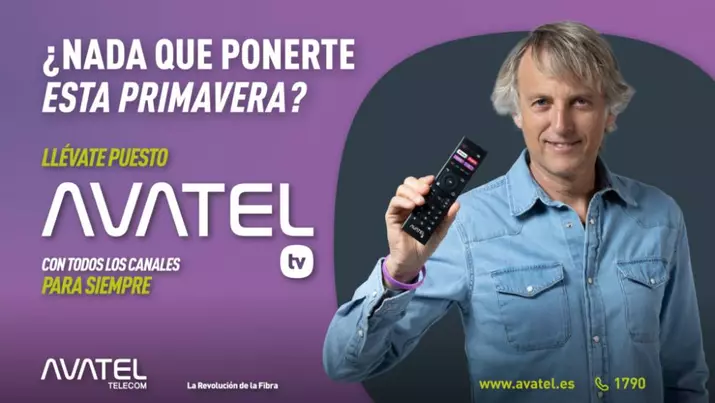 ¿NADA QUE PONERTE
ESTA PRIMAVERA?
LLÉVATE PUESTO
AVATEL
tv
CON TODOS LOS CANALES
PARA SIEMPRE
AVATEL
TELECOM
La Revolución de la Fibra
www.avatel.es
1790